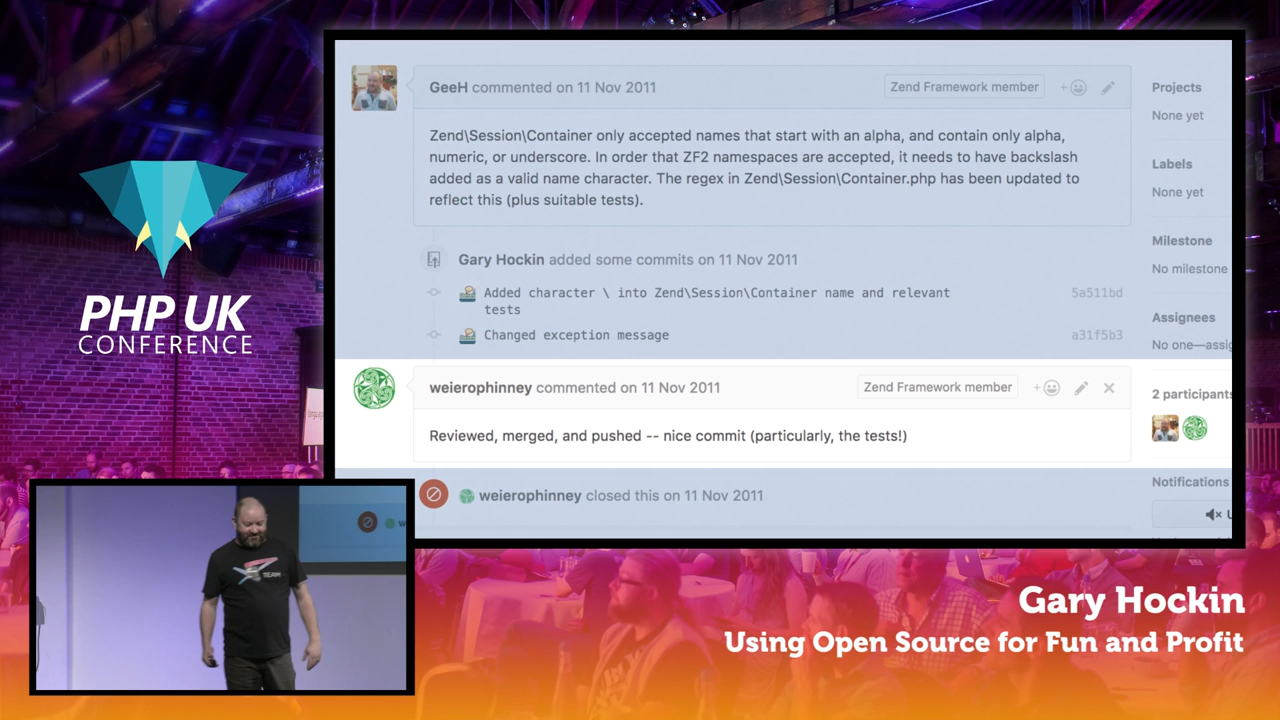 GeeH commented on 11 Nov 2011
Zend Framework member
Zend\Session\Container only accepted names that start with an alpha, and contain only alpha,
numeric, or underscore. In order that ZF2 namespaces are accepted, it needs to have backslash
added as a valid name character. The regex in Zend\Session\Container.php has been updated to
reflect this (plus suitable tests).
Gary Hockin added some commits on 11 Nov 2011
Added character \ into Zend\Session\Container name and relevant
tests
5a511bd
Changed exception message
a31f5b3
weierophinney commented on 11 Nov 2011
Zend Framework member
Reviewed, merged, and pushed -- nice commit (particularly, the tests!)
weierophinney closed this on 11 Nov 2011
Projects
None yet
Labels
None yet
Milestone
No milestone
Assignees
No one—assig
2 participants
Notifications
PHP UK
CONFERENCE
TEAM
Gary Hockin
Using Open Source for Fun and Profit